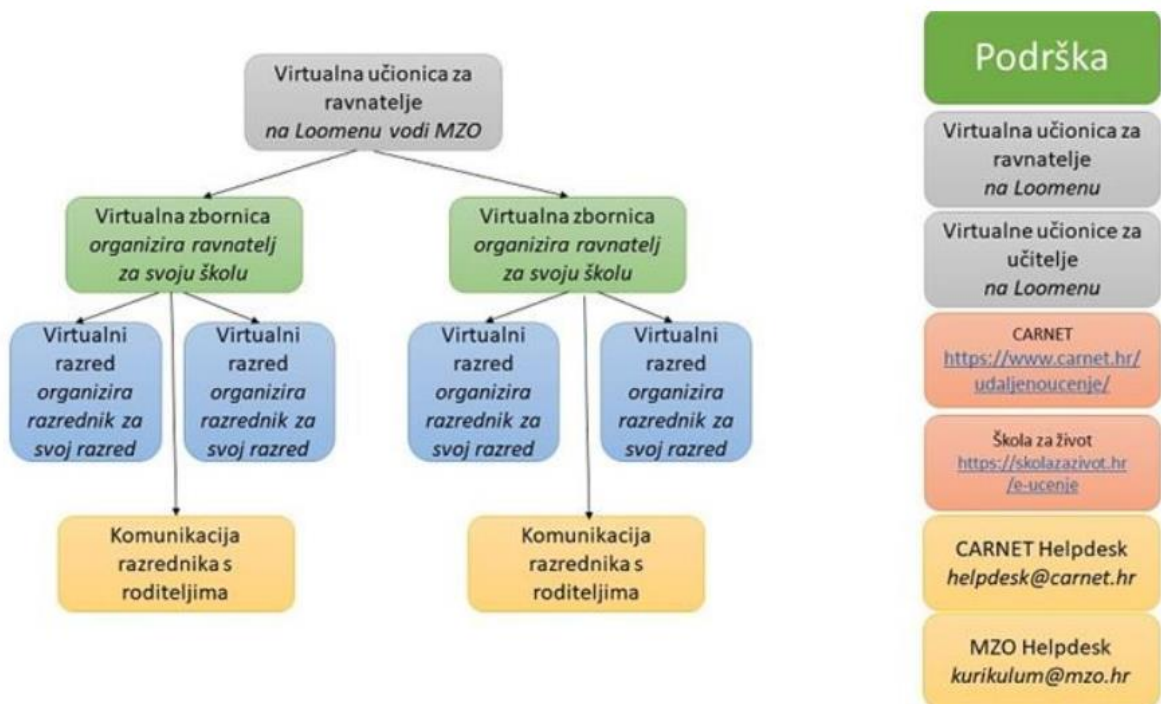 Virtualna učionica za
ravnatelje
na Loomenu vodi MZO
Virtualna zbornica
organizira ravnatelj
za svoju školu
Virtualna zbornica
organizira ravnatelj
za svoju školu
Virtualni
razred
organizira
razrednik za
svoj razred
Virtualni
razred
organizira
razrednik za
svoj razred
Virtualni
razred
organizira
razrednik za
svoj razred
Virtualni
razred
organizira
razrednik za
svoj razred
Komunikacija
razrednika s
roditeljima
Komunikacija
razrednika s
roditeljima
Podrška
Virtualna učionica za
ravnatelje
na Loomenu
Virtualne učionice za
učitelje
na Loomenu
CARNET
https://www.carnet.hr/
udaljenoucenje/
Škola za život
https://skolazazivot.hr
/e-ucenje
CARNET Helpdesk
helpdesk@carnet.hr
MZO Helpdesk
kurikulum@mzo.hr